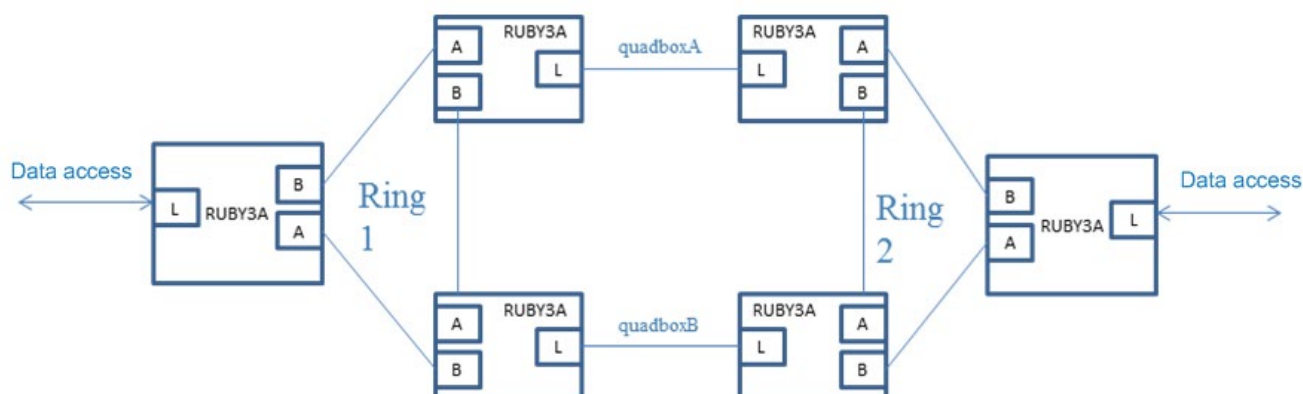 RUBY3A
A
B
L
quadboxA
RUBY3A
L
A
B
Data access
L
RUBY3A
B
A
Ring
1
Ring
2
B
A
RUBY3A
L
Data access
RUBY3A
A
B
L
quadboxB
RUBY3A
L
A
B